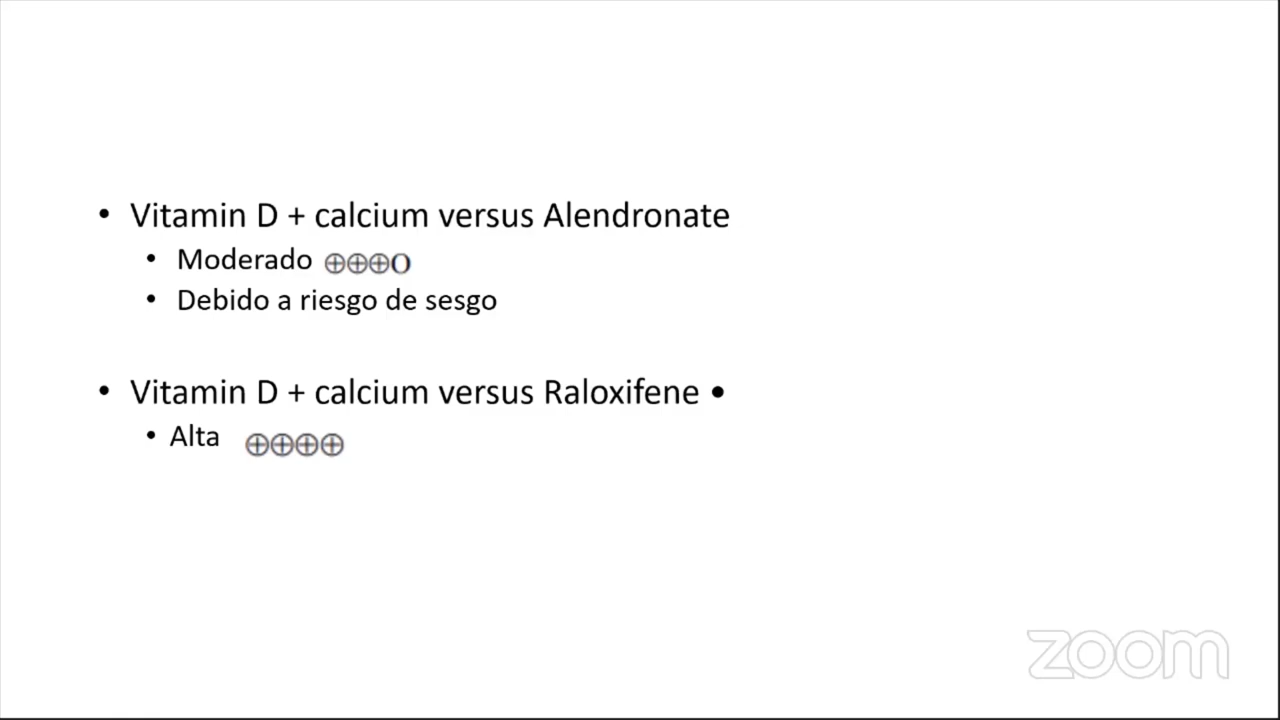 • Vitamin D + calcium versus Alendronate
• Moderado ⊕⊕⊕O
• Debido a riesgo de sesgo
• Vitamin D + calcium versus Raloxifene •
• Alta ⊕⊕⊕⊕
zoom